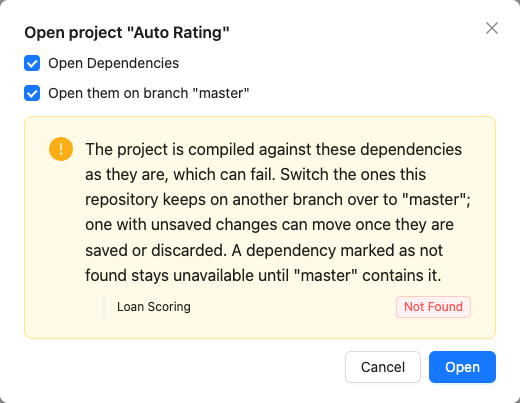 Open project "Auto Rating"
Open Dependencies
Open them on branch "master"
The project is compiled against these dependencies
as they are, which can fail. Switch the ones this
repository keeps on another branch over to "master";
one with unsaved changes can move once they are
saved or discarded. A dependency marked as not
found stays unavailable until "master" contains it.
Loan Scoring
Not Found
Cancel
Open